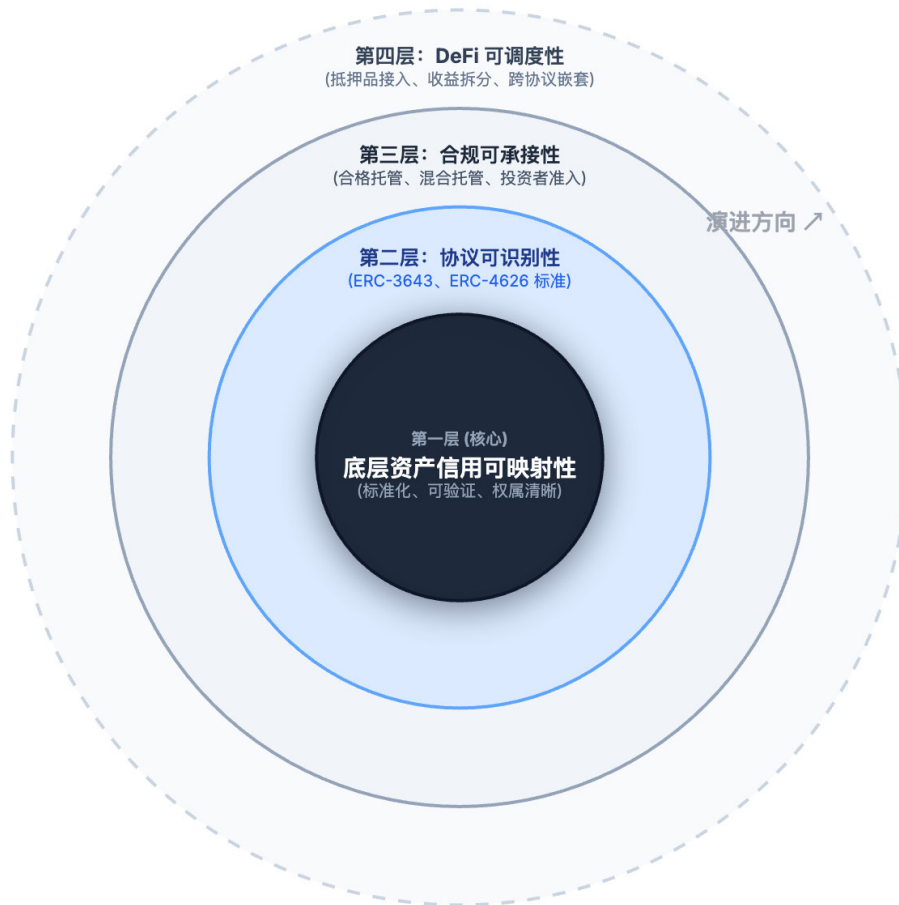 第四层：DeFi 可调度性
(抵押品接入、收益拆分、跨协议嵌套)
第三层：合规可承接性
(合格托管、混合托管、投资者准入)
演进方向 ↗
第二层：协议可识别性
(ERC-3643、ERC-4626 标准)
第一层 (核心)
底层资产信用可映射性
(标准化、可验证、权属清晰)